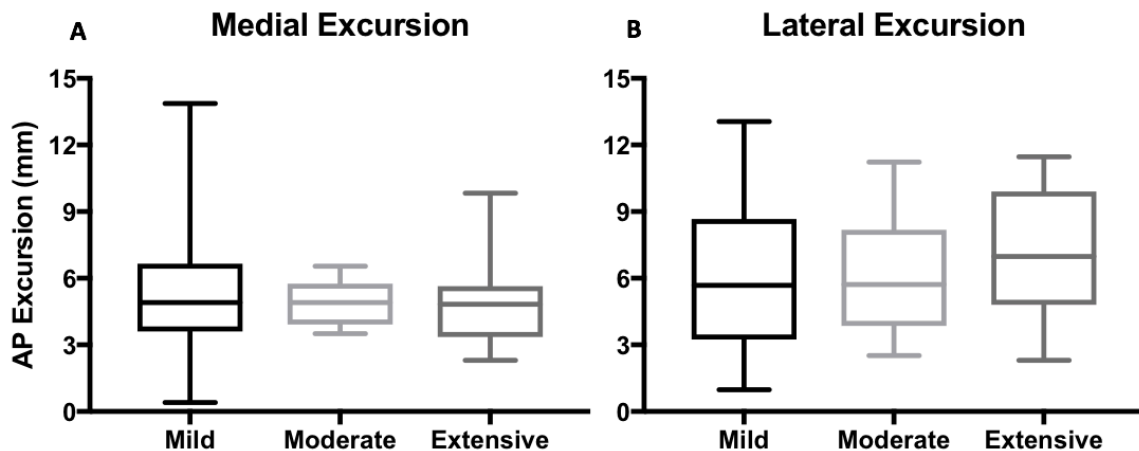 A
Medial Excursion
AP Excursion (mm)
15
12
9
6
3
0
Mild Moderate Extensive
B
Lateral Excursion
15
12
9
6
3
0
Mild Moderate Extensive